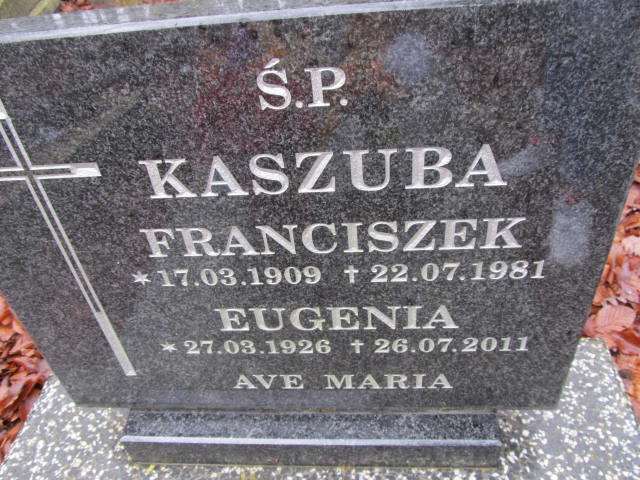 Ś.P.
KASZUBA
FRANCISZEK
* 17.03.1909 † 22.07.1981
EUGENIA
* 27.03.1926 † 26.07.2011
AVE MARIA